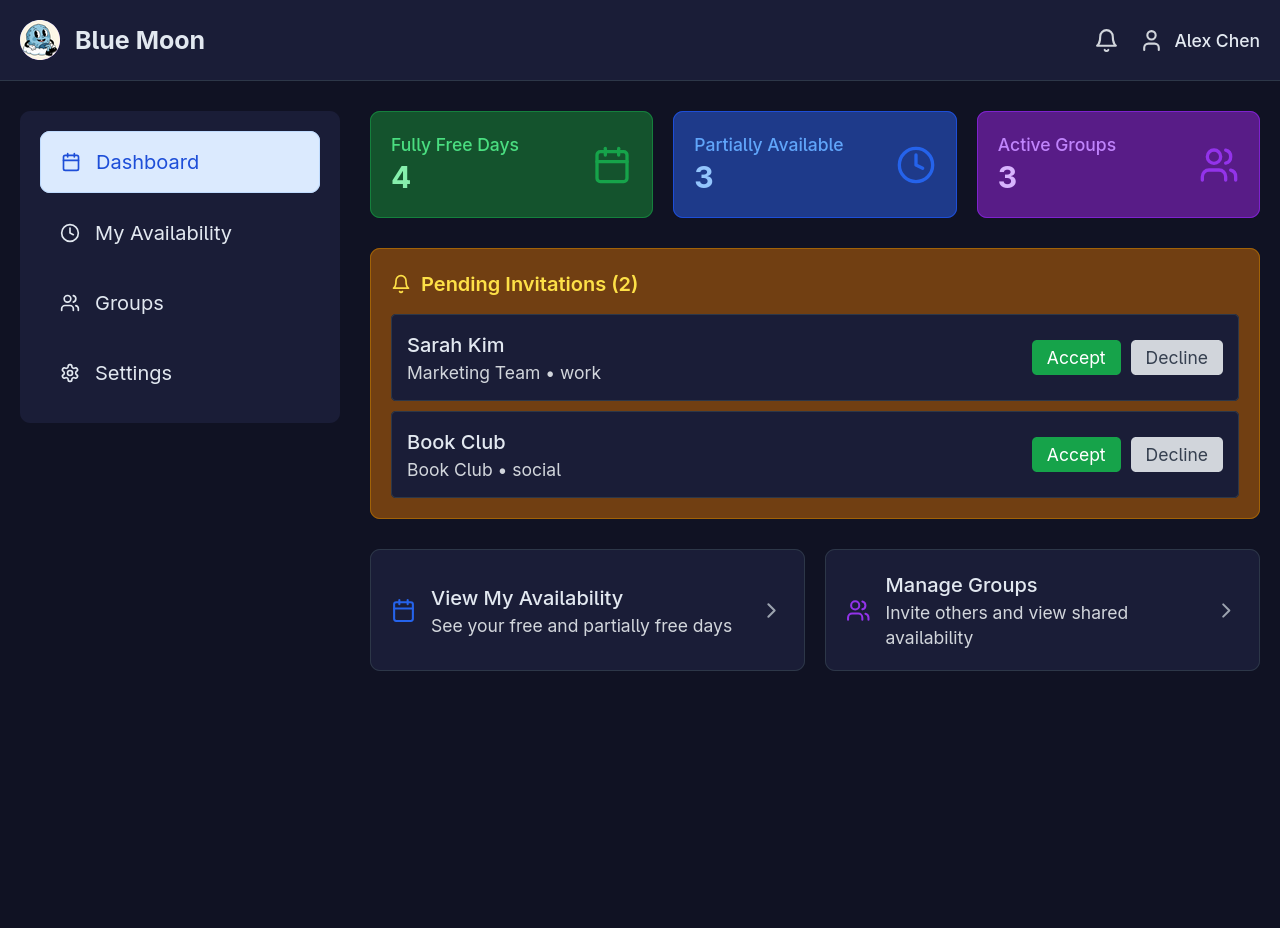 Blue Moon
Alex Chen
Dashboard
My Availability
Groups
Settings
Fully Free Days
4
Partially Available
3
Active Groups
3
Pending Invitations (2)
Sarah Kim
Marketing Team • work
Accept
Decline
Book Club
Book Club • social
Accept
Decline
View My Availability
See your free and partially free days
Manage Groups
Invite others and view shared
availability